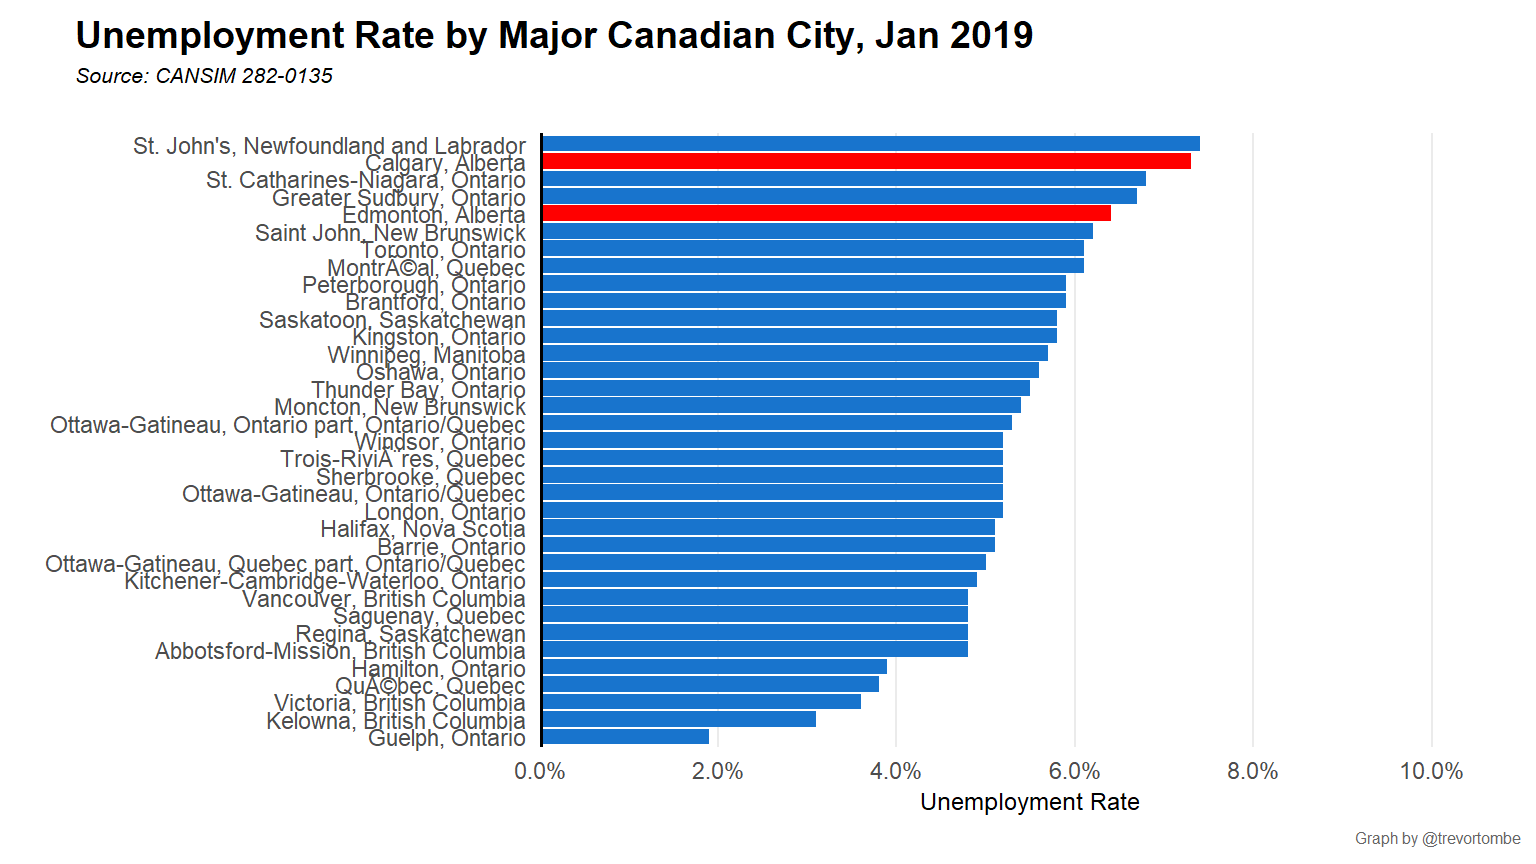 Unemployment Rate by Major Canadian City, Jan 2019
Source: CANSIM 282-0135
St. John's, Newfoundland and Labrador
Calgary, Alberta
St. Catharines-Niagara, Ontario
Greater Sudbury, Ontario
Edmonton, Alberta
Saint John, New Brunswick
Toronto, Ontario
MontrÃ©al, Quebec
Peterborough, Ontario
Brantford, Ontario
Saskatoon, Saskatchewan
Kingston, Ontario
Winnipeg, Manitoba
Oshawa, Ontario
Thunder Bay, Ontario
Moncton, New Brunswick
Ottawa-Gatineau, Ontario part, Ontario/Quebec
Windsor, Ontario
Trois-RiviÃ¨res, Quebec
Sherbrooke, Quebec
Ottawa-Gatineau, Ontario/Quebec
London, Ontario
Halifax, Nova Scotia
Barrie, Ontario
Ottawa-Gatineau, Quebec part, Ontario/Quebec
Kitchener-Cambridge-Waterloo, Ontario
Vancouver, British Columbia
Saguenay, Quebec
Regina, Saskatchewan
Abbotsford-Mission, British Columbia
Hamilton, Ontario
QuÃ©bec, Quebec
Victoria, British Columbia
Kelowna, British Columbia
Guelph, Ontario
0.0% 2.0% 4.0% 6.0% 8.0% 10.0%
Unemployment Rate
Graph by @trevortombe